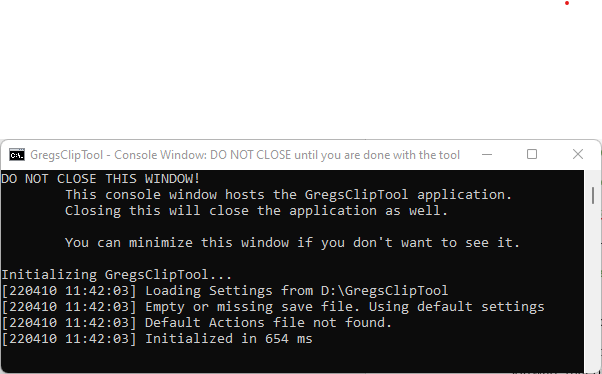 GregsClipTool - Console Window: DO NOT CLOSE until you are done with the tool
DO NOT CLOSE THIS WINDOW!
This console window hosts the GregsClipTool application.
Closing this will close the application as well.
You can minimize this window if you don't want to see it.
Initializing GregsClipTool...
[220410 11:42:03] Loading Settings from D:\GregsClipTool
[220410 11:42:03] Empty or missing save file. Using default settings
[220410 11:42:03] Default Actions file not found.
[220410 11:42:03] Initialized in 654 ms